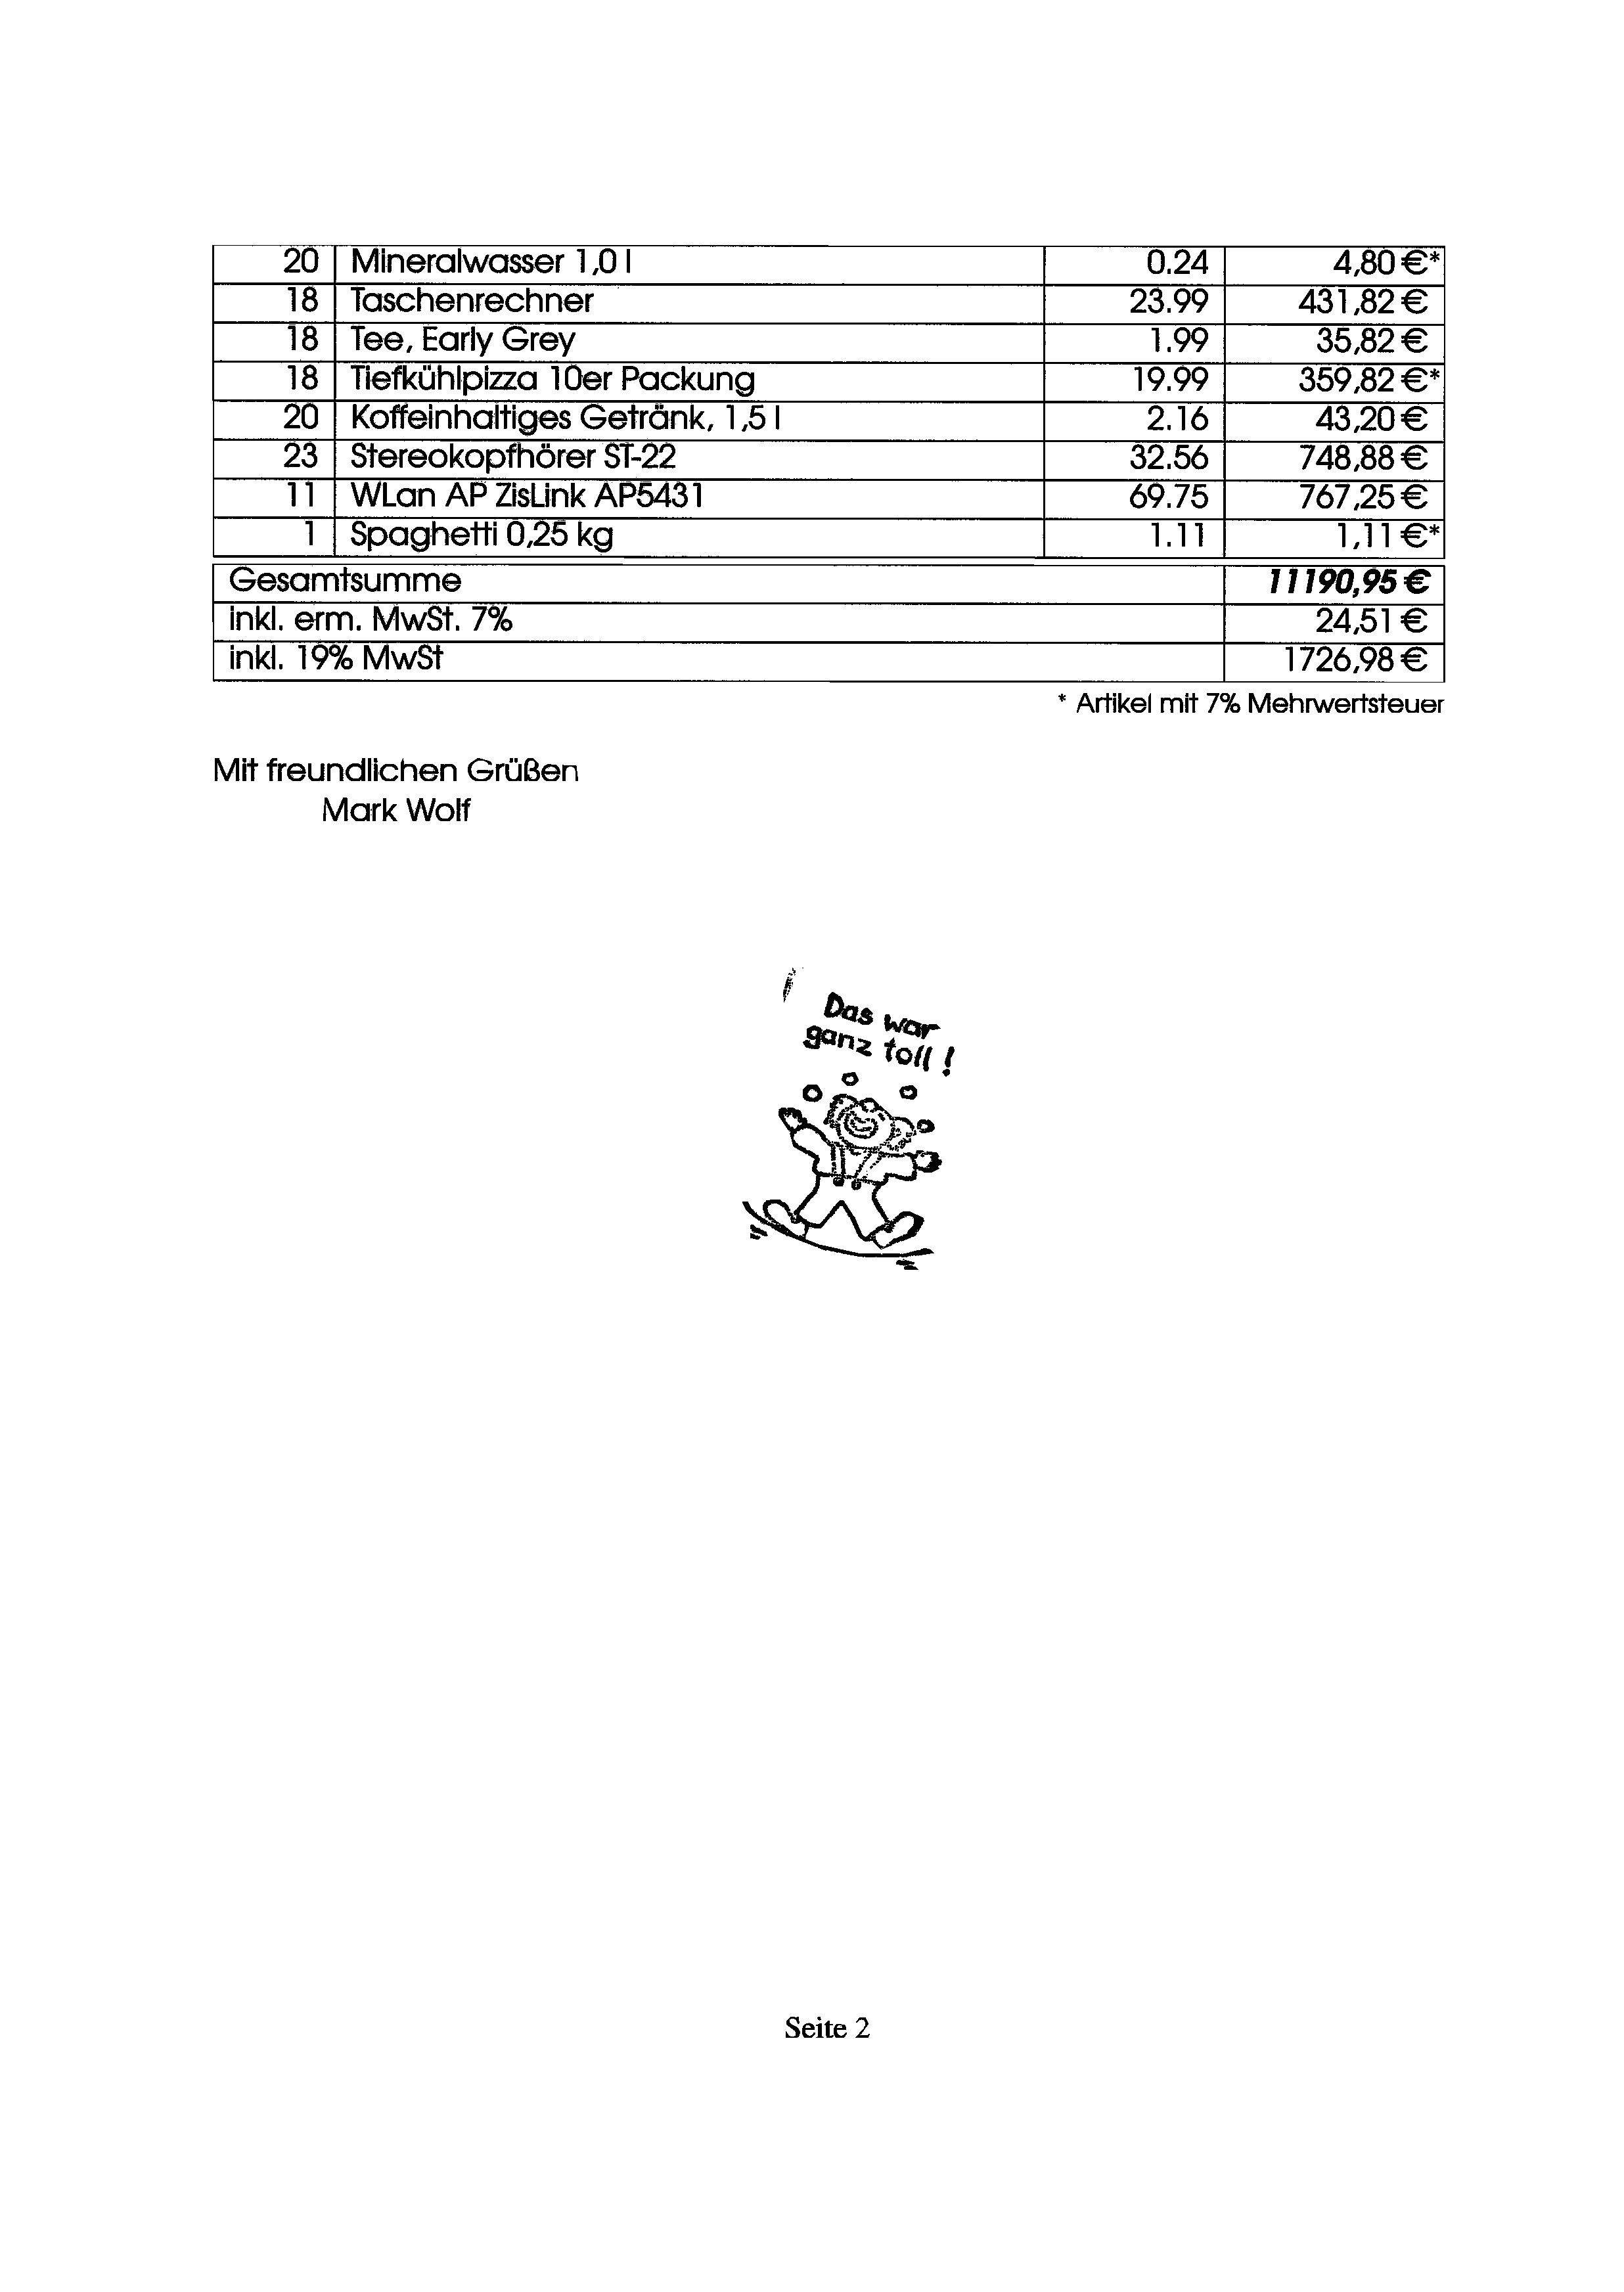 20 Mineralwasser 1,0 l 0.24 4,80 €*
18 Taschenrechner 23.99 431,82 €
18 Tee, Early Grey 1.99 35,82 €
18 Tiefkühlpizza 10er Packung 19.99 359,82 €*
20 Koffeinhaltiges Getränk, 1,5 l 2.16 43,20 €
23 Stereokopfhörer ST-22 32.56 748,88 €
11 WLan AP ZisLink AP5431 69.75 767,25 €
1 Spaghetti 0,25 kg 1.11 1,11 €*
Gesamtsumme 11190,95 €
inkl. erm. MwSt. 7% 24,51 €
inkl. 19% MwSt 1726,98 €
* Artikel mit 7% Mehrwertsteuer
Mit freundlichen Grüßen
Mark Wolf
Das war
ganz toll !
Seite 2